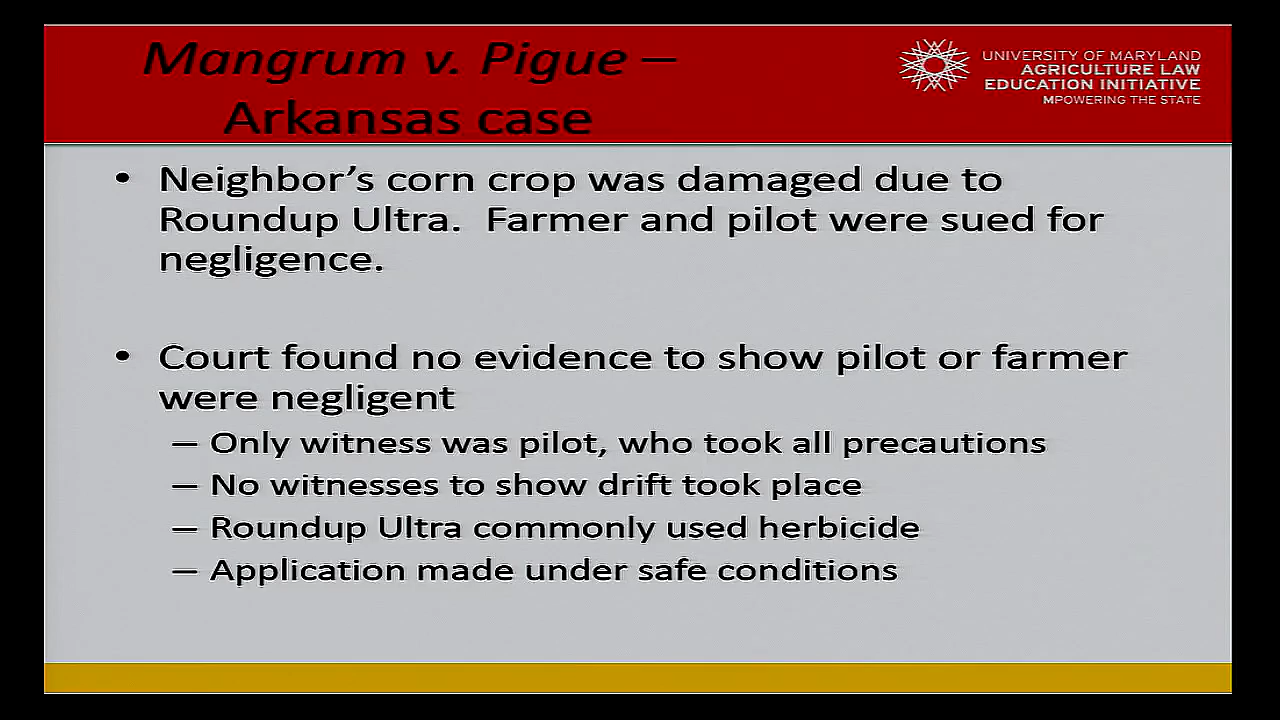 Mangrum v. Pigue –
Arkansas case
UNIVERSITY OF MARYLAND
AGRICULTURE LAW
EDUCATION INITIATIVE
MPOWERING THE STATE
• Neighbor’s corn crop was damaged due to
Roundup Ultra.  Farmer and pilot were sued for
negligence.
• Court found no evidence to show pilot or farmer
were negligent
– Only witness was pilot, who took all precautions
– No witnesses to show drift took place
– Roundup Ultra commonly used herbicide
– Application made under safe conditions